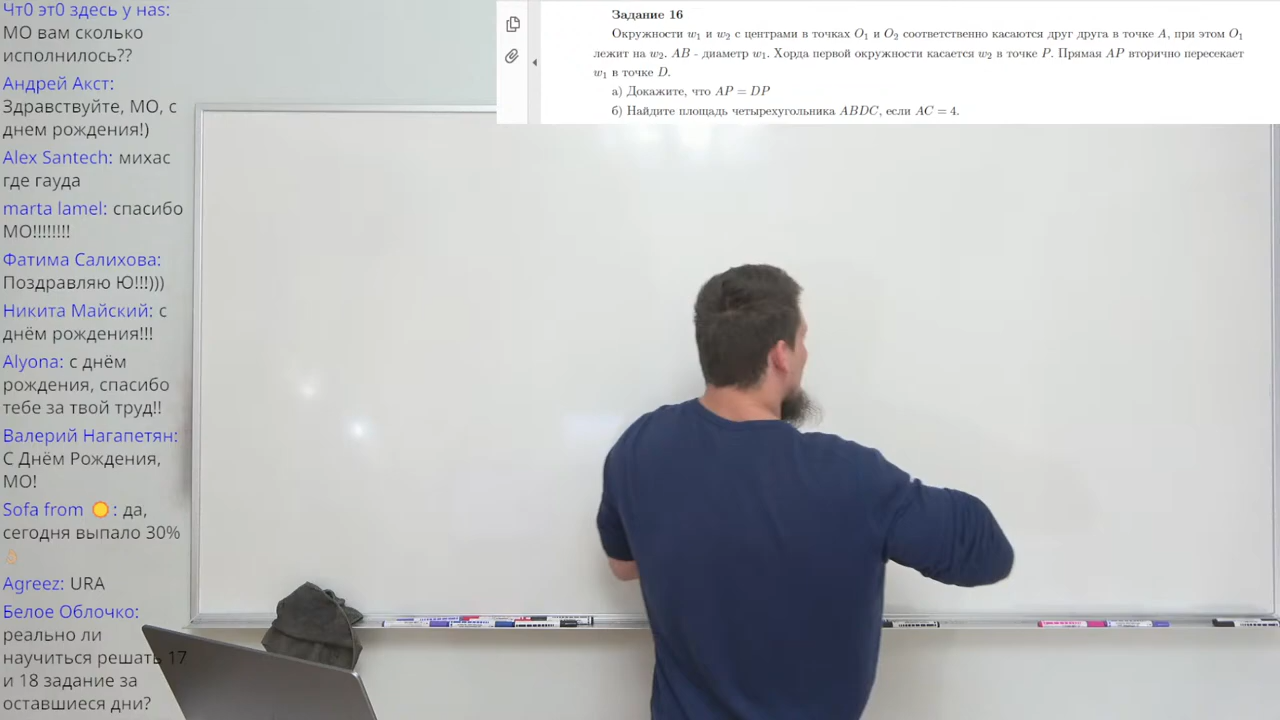 Чт0 эт0 здесь у наs:
МО вам сколько
исполнилось??
Андрей Акст:
Здравствуйте, МО, с
днем рождения!)
Alex Santech: михас
где гауда
marta lamel: спасибо
МО!!!!!!!!
Фатима Салихова:
Поздравляю Ю!!!)))
Никита Майский: с
днём рождения!!!
Alyona: с днём
рождения, спасибо
тебе за твой труд!!
Валерий Нагапетян:
С Днём Рождения,
МО!
Sofa from ☀️: да,
сегодня выпало 30%
👌🏻
Agreez: URA
Белое Облочко:
реально ли
научиться решать 17
и 18 задание за
оставшиеся дни?
Задание 16
Окружности w₁ и w₂ с центрами в точках O₁ и O₂ соответственно касаются друг друга в точке A, при этом O₁
лежит на w₂. AB - диаметр w₁. Хорда первой окружности касается w₂ в точке P. Прямая AP вторично пересекает
w₁ в точке D.
а) Докажите, что AP = DP
б) Найдите площадь четырехугольника ABDC, если AC = 4.